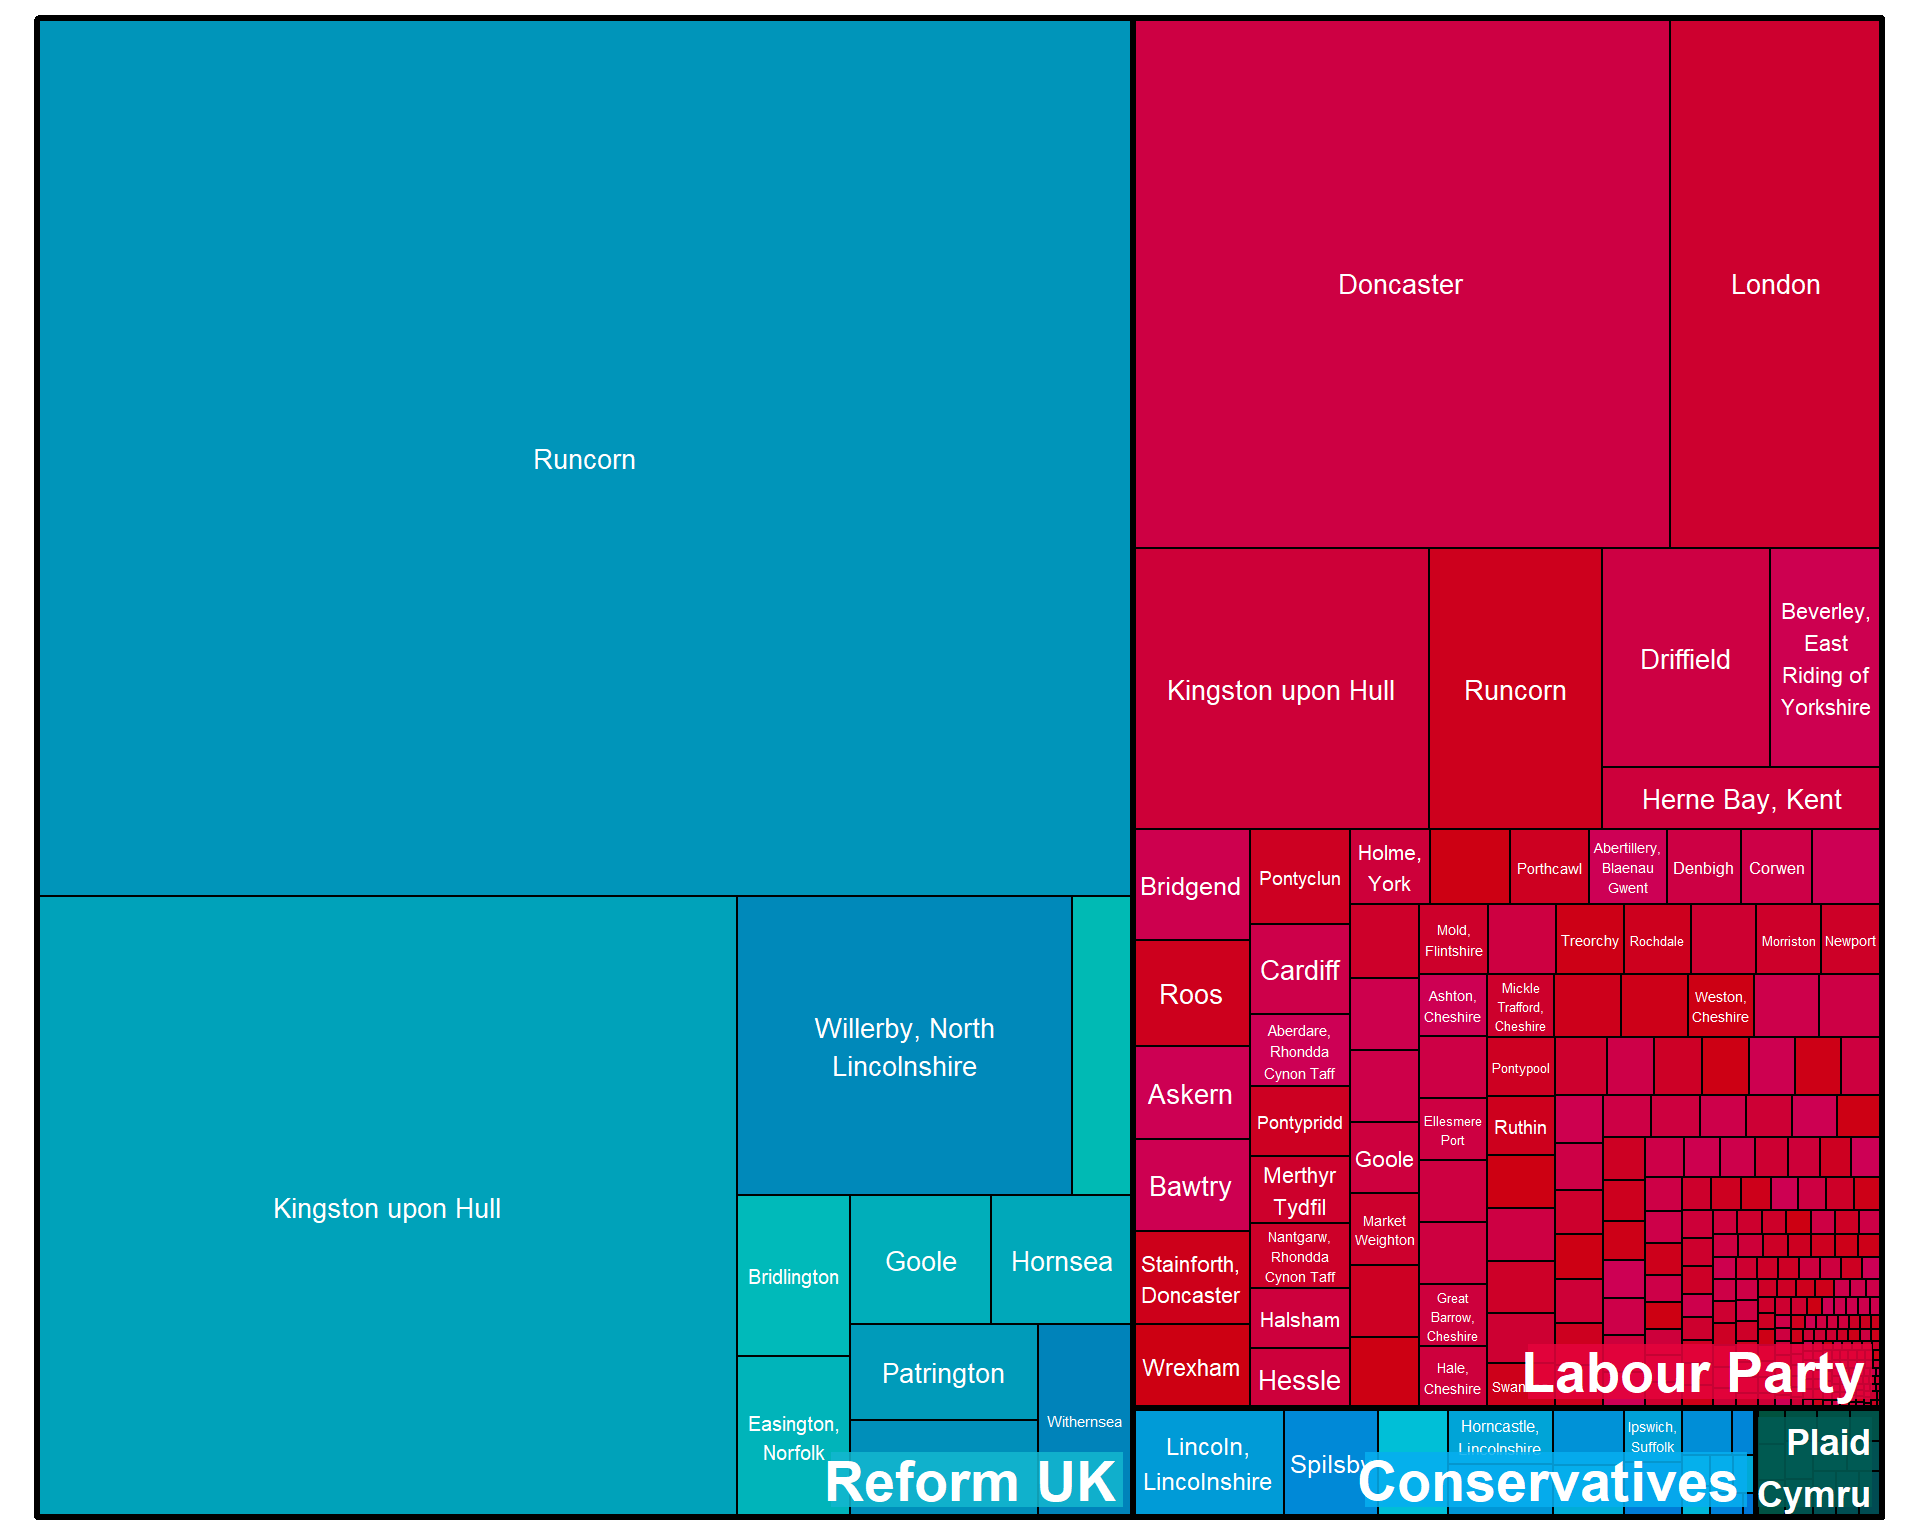 Runcorn
Kingston upon Hull
Willerby, North
Lincolnshire
Bridlington
Goole
Hornsea
Patrington
Withernsea
Easington,
Norfolk
Reform UK
Doncaster
London
Kingston upon Hull
Runcorn
Driffield
Beverley,
East
Riding of
Yorkshire
Herne Bay, Kent
Bridgend
Roos
Askern
Bawtry
Stainforth,
Doncaster
Wrexham
Pontyclun
Cardiff
Aberdare,
Rhondda
Cynon Taff
Pontypridd
Merthyr
Tydfil
Nantgarw,
Rhondda
Cynon Taff
Halsham
Hessle
Holme,
York
Porthcawl
Abertillery,
Blaenau
Gwent
Denbigh
Corwen
Goole
Market
Weighton
Mold,
Flintshire
Treorchy
Rochdale
Morriston
Newport
Ashton,
Cheshire
Mickle
Trafford,
Cheshire
Weston,
Cheshire
Pontypool
Ellesmere
Port
Ruthin
Great
Barrow,
Cheshire
Hale,
Cheshire
Swan
Labour Party
Lincoln,
Lincolnshire
Spilsby
Horncastle,
Lincolnshire
Ipswich,
Suffolk
Conservatives
Plaid
Cymru